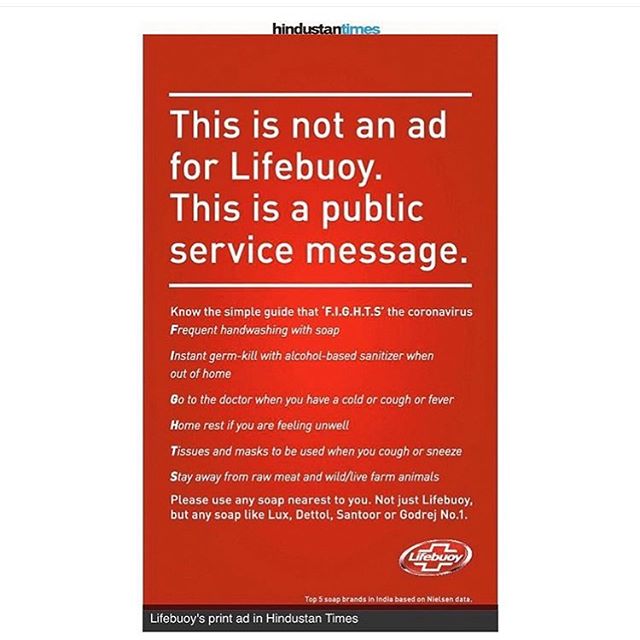 hindustantimes
This is not an ad
for Lifebuoy.
This is a public
service message.
Know the simple guide that 'F.I.G.H.T.S' the coronavirus
Frequent handwashing with soap
Instant germ-kill with alcohol-based sanitizer when
out of home
Go to the doctor when you have a cold or cough or fever
Home rest if you are feeling unwell
Tissues and masks to be used when you cough or sneeze
Stay away from raw meat and wild/live farm animals
Please use any soap nearest to you. Not just Lifebuoy,
but any soap like Lux, Dettol, Santoor or Godrej No.1.
Lifebuoy
Top 5 soap brands in India based on Nielsen data.
Lifebuoy's print ad in Hindustan Times